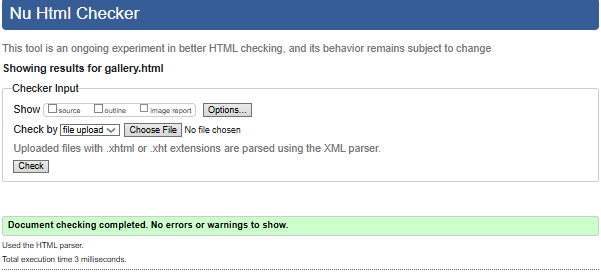 Nu Html Checker
This tool is an ongoing experiment in better HTML checking, and its behavior remains subject to change
Showing results for gallery.html
Checker Input
Show source outline image report Options...
Check by file upload Choose File No file chosen
Uploaded files with .xhtml or .xht extensions are parsed using the XML parser.
Check
Document checking completed. No errors or warnings to show.
Used the HTML parser.
Total execution time 3 milliseconds.